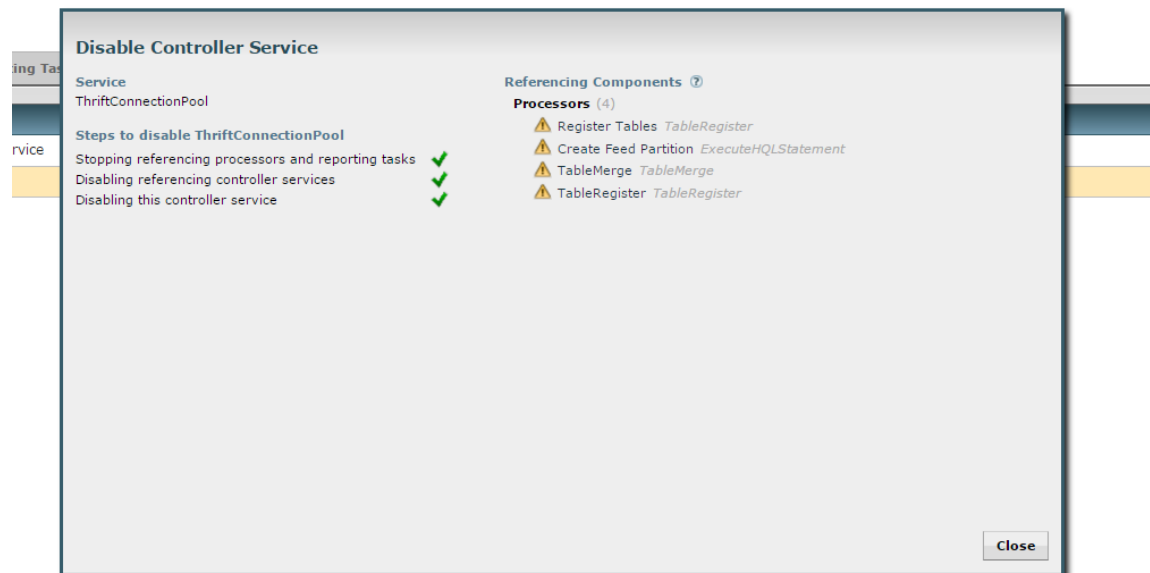 Disable Controller Service
ing Tas
Service
ThriftConnectionPool
rvice
Steps to disable ThriftConnectionPool
Stopping referencing processors and reporting tasks
Disabling referencing controller services
Disabling this controller service
Referencing Components ?
Processors (4)
Register Tables TableRegister
Create Feed Partition ExecuteHQLStatement
TableMerge TableMerge
TableRegister TableRegister
Close